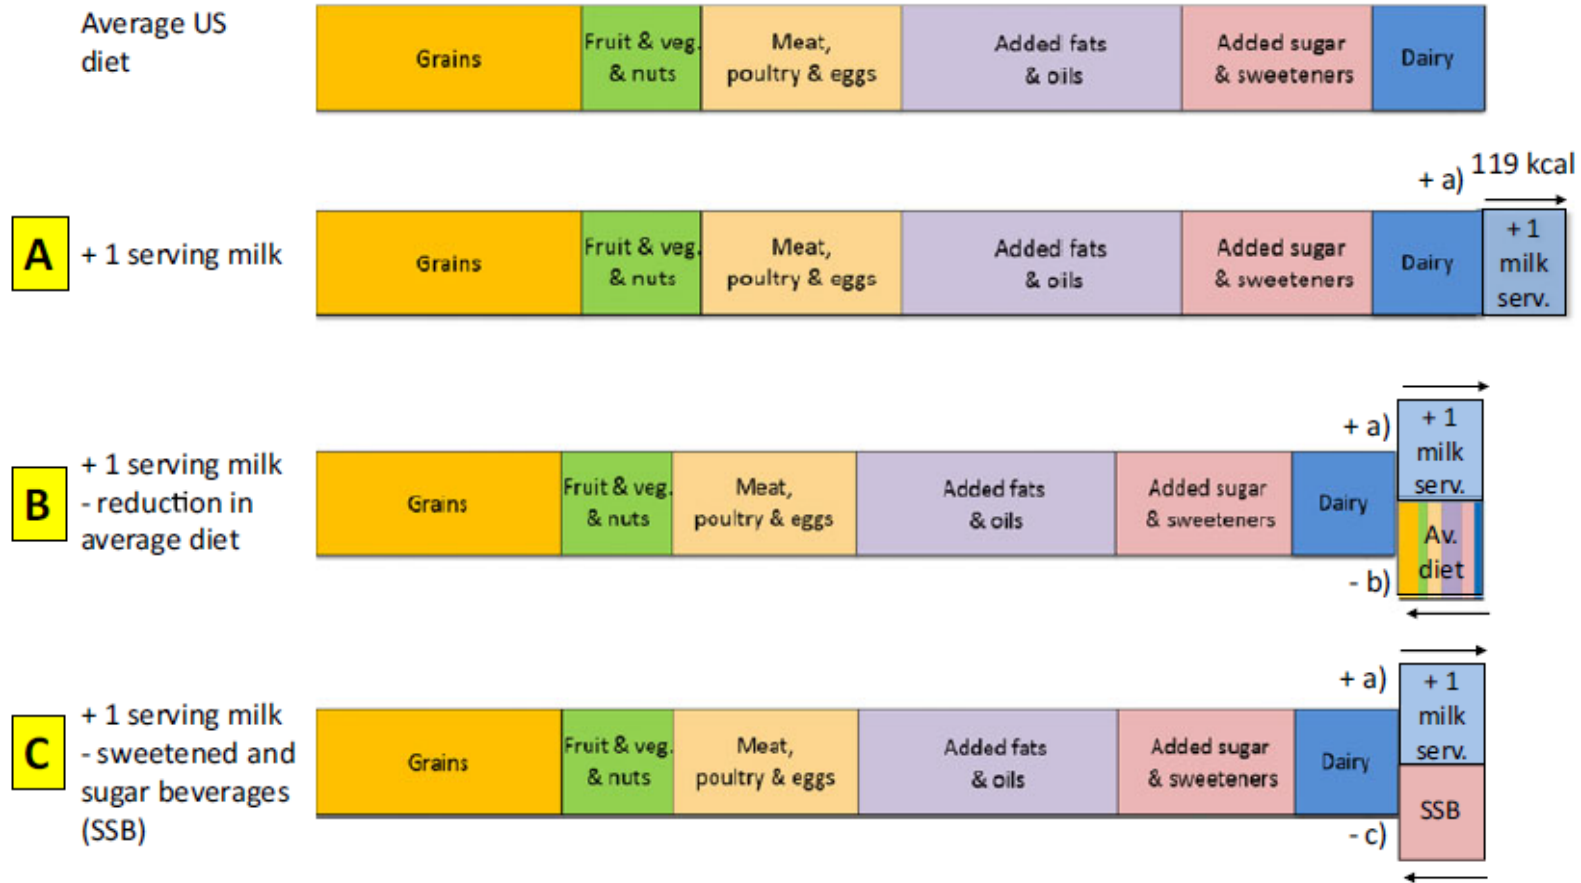 Average US
diet
Grains
Fruit & veg.
& nuts
Meat,
poultry & eggs
Added fats
& oils
Added sugar
& sweeteners
Dairy
119 kcal
+ a)
A
+ 1 serving milk
Grains
Fruit & veg.
& nuts
Meat,
poultry & eggs
Added fats
& oils
Added sugar
& sweeteners
Dairy
+ 1
milk
serv.
B
+ 1 serving milk
- reduction in
average diet
Grains
Fruit & veg.
& nuts
Meat,
poultry & eggs
Added fats
& oils
Added sugar
& sweeteners
Dairy
+ a)
+ 1
milk
serv.
- b)
Av.
diet
C
+ 1 serving milk
- sweetened and
sugar beverages
(SSB)
Grains
Fruit & veg.
& nuts
Meat,
poultry & eggs
Added fats
& oils
Added sugar
& sweeteners
Dairy
+ a)
+ 1
milk
serv.
- c)
SSB